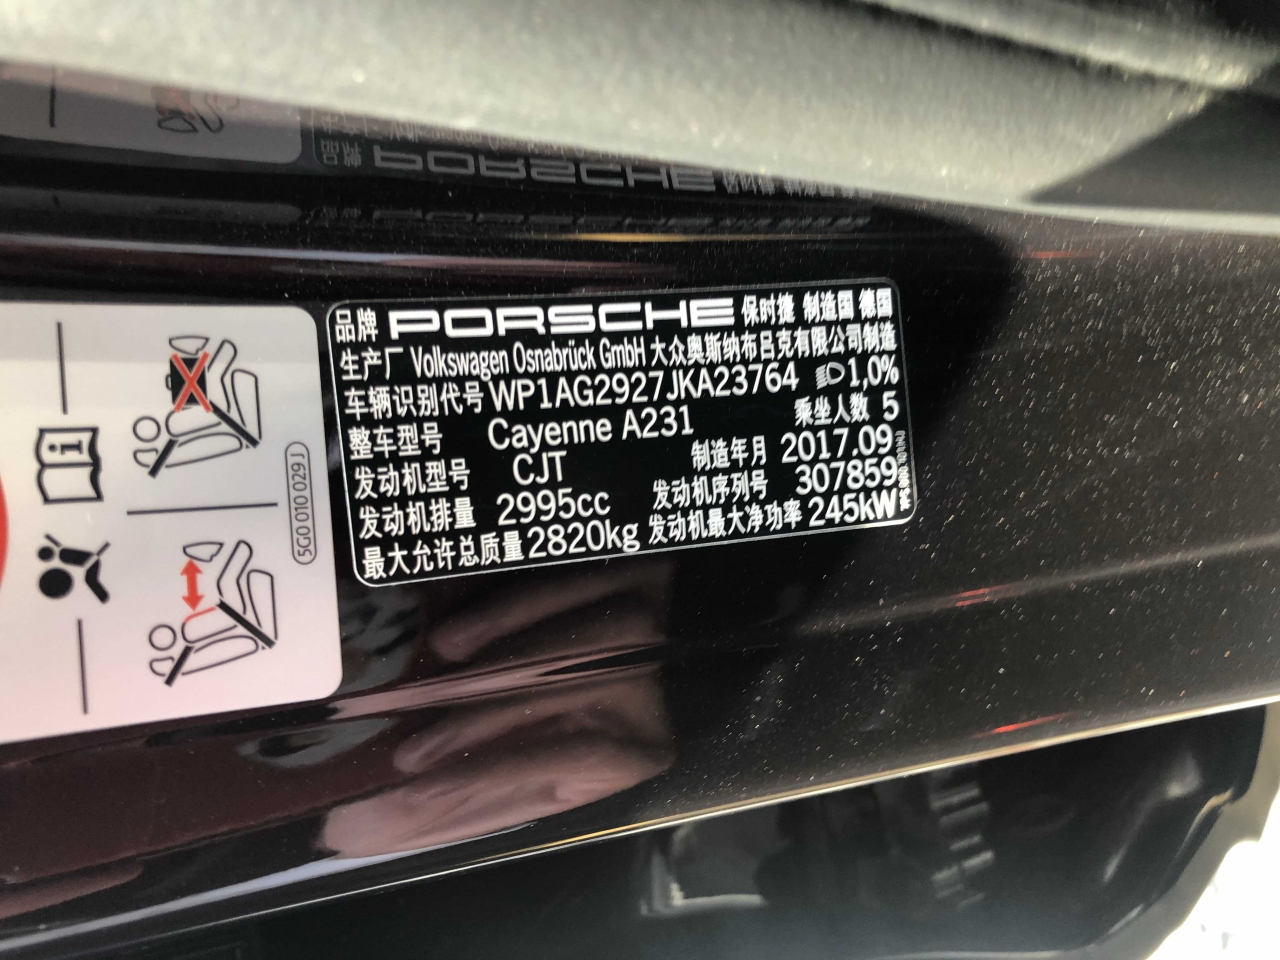 品牌 PORSCHE 保时捷 制造国 德国
生产厂 Volkswagen Osnabrück GmbH 大众奥斯纳布吕克有限公司制造
车辆识别代号 WP1AG2927JKA23764 1,0%
整车型号 Cayenne A231 乘坐人数 5
发动机型号 CJT 制造年月 2017.09
发动机排量 2995cc 发动机序列号 307859
最大允许总质量 2820kg 发动机最大净功率 245kW
5G0 010 029 J